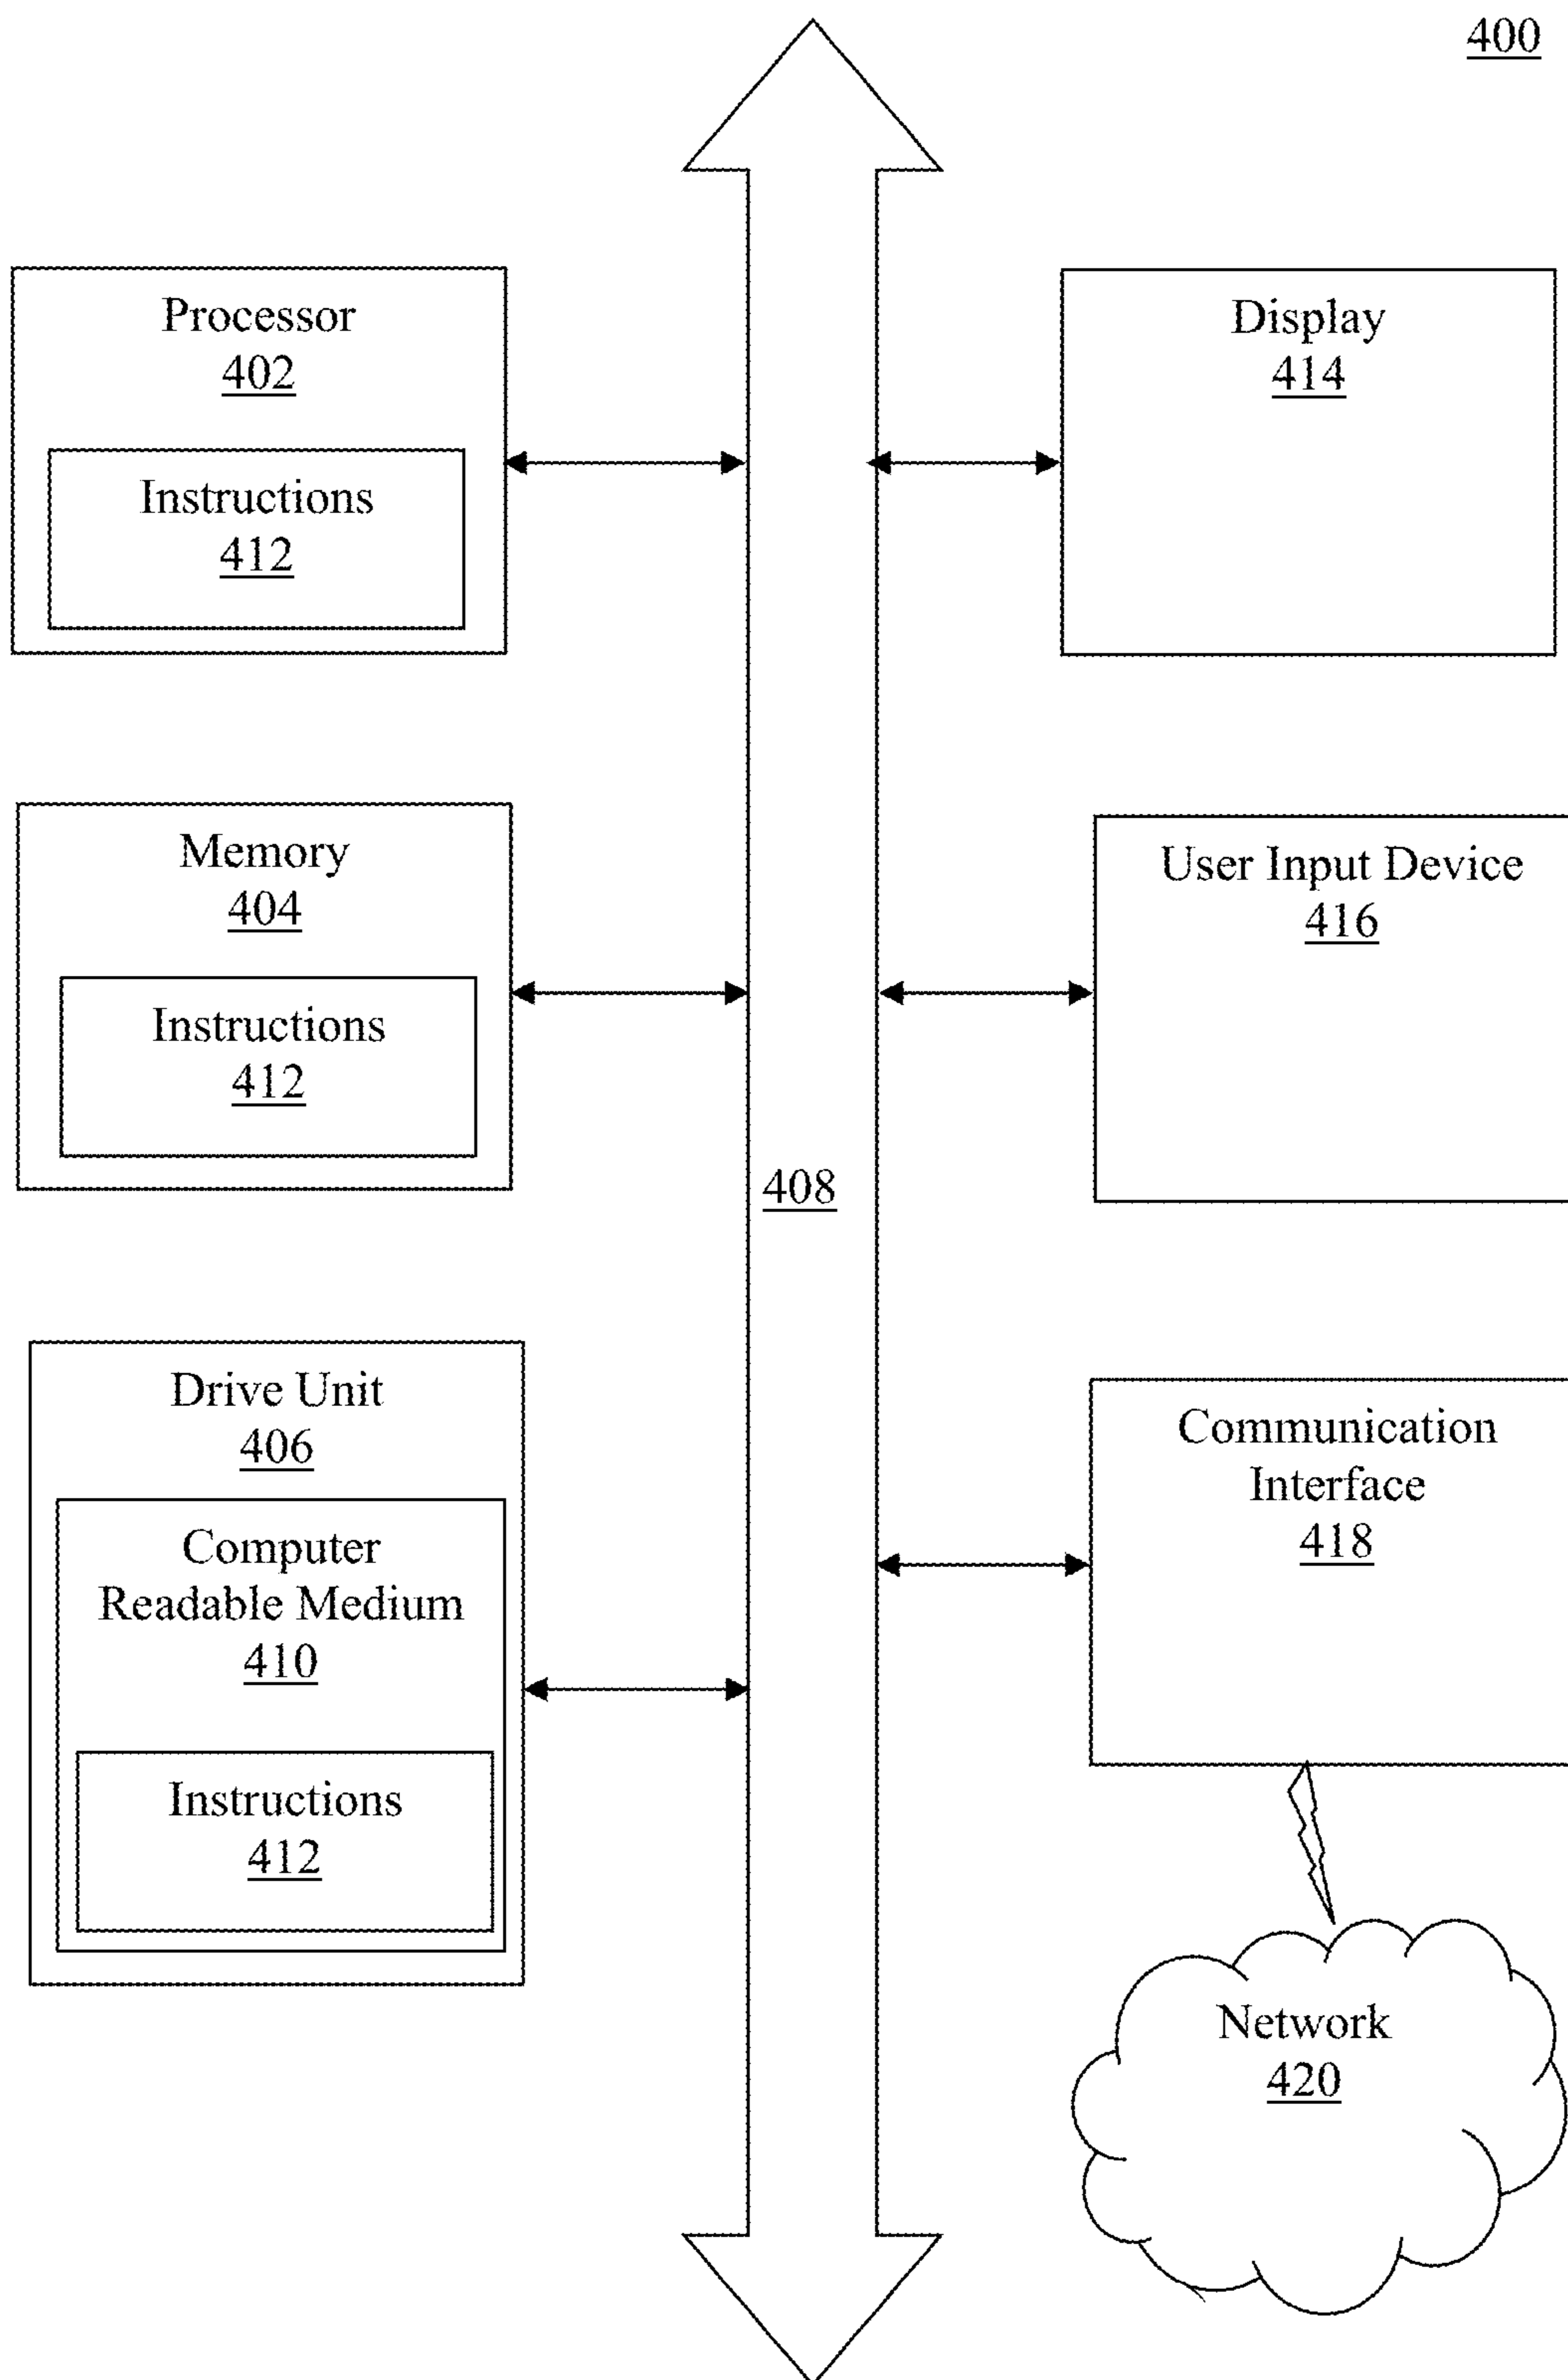 400
Processor
402
Instructions
412
Display
414
Memory
404
Instructions
412
User Input Device
416
408
Drive Unit
406
Computer
Readable Medium
410
Instructions
412
Communication
Interface
418
Network
420